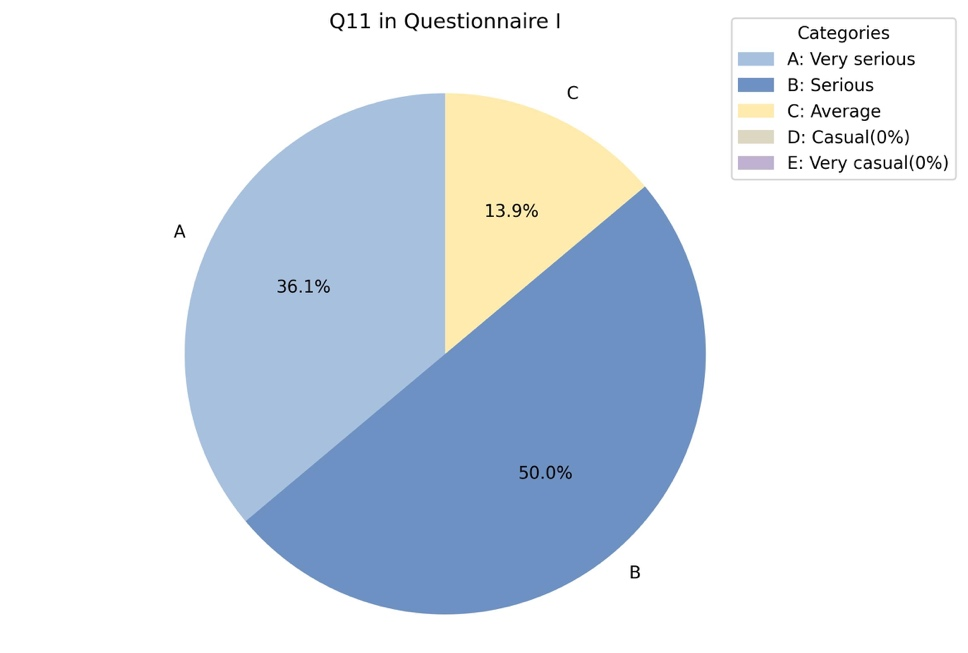 Q11 in Questionnaire I
Categories
A: Very serious
B: Serious
C: Average
D: Casual(0%)
E: Very casual(0%)
C
13.9%
A
36.1%
50.0%
B